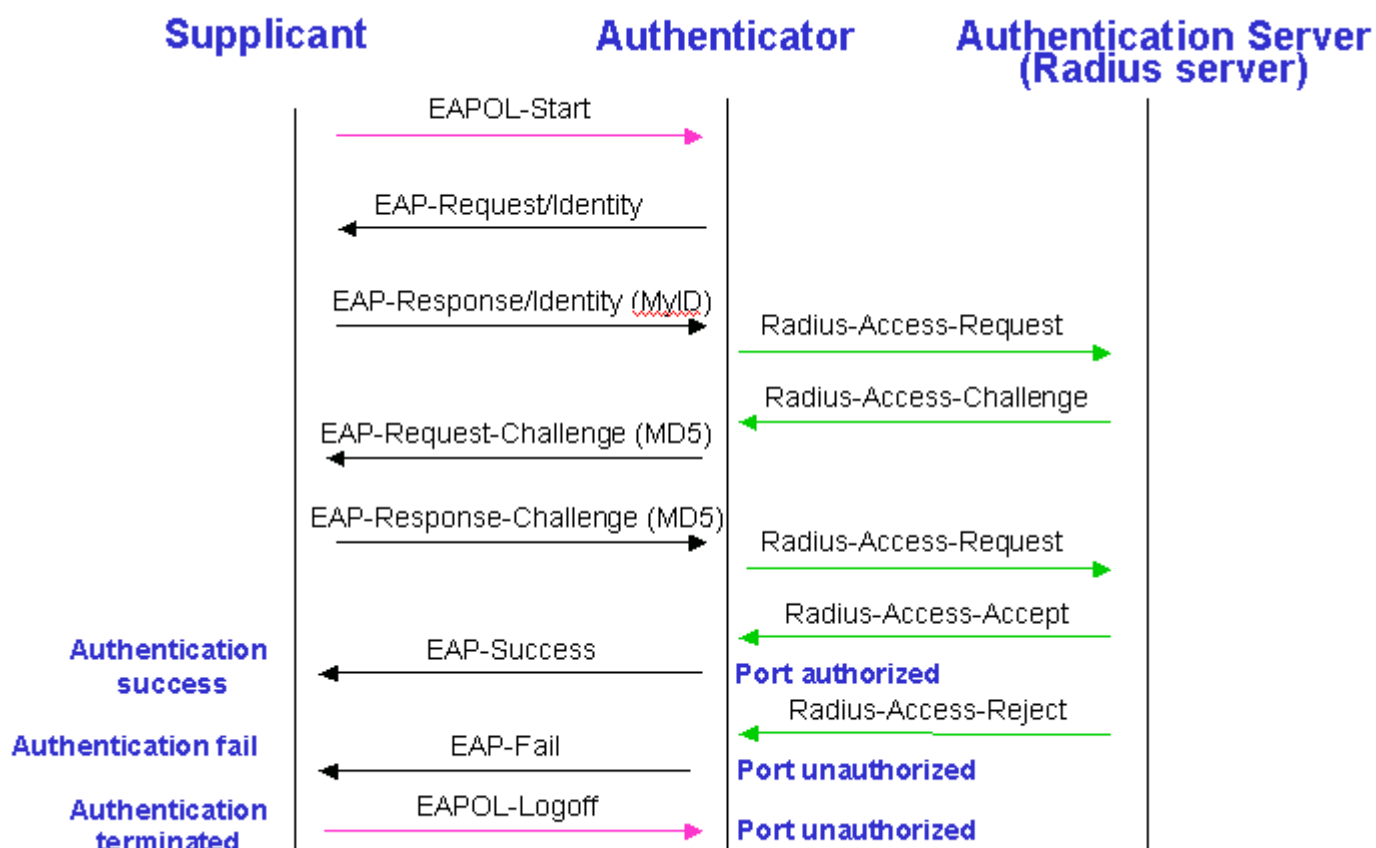 Supplicant
Authenticator
Authentication Server
(Radius server)
EAPOL-Start
EAP-Request/Identity
EAP-Response/Identity (MyID)
Radius-Access-Request
Radius-Access-Challenge
EAP-Request-Challenge (MD5)
EAP-Response-Challenge (MD5)
Radius-Access-Request
Radius-Access-Accept
Authentication
success
EAP-Success
Port authorized
Radius-Access-Reject
Authentication fail
EAP-Fail
Port unauthorized
Authentication
terminated
EAPOL-Logoff
Port unauthorized